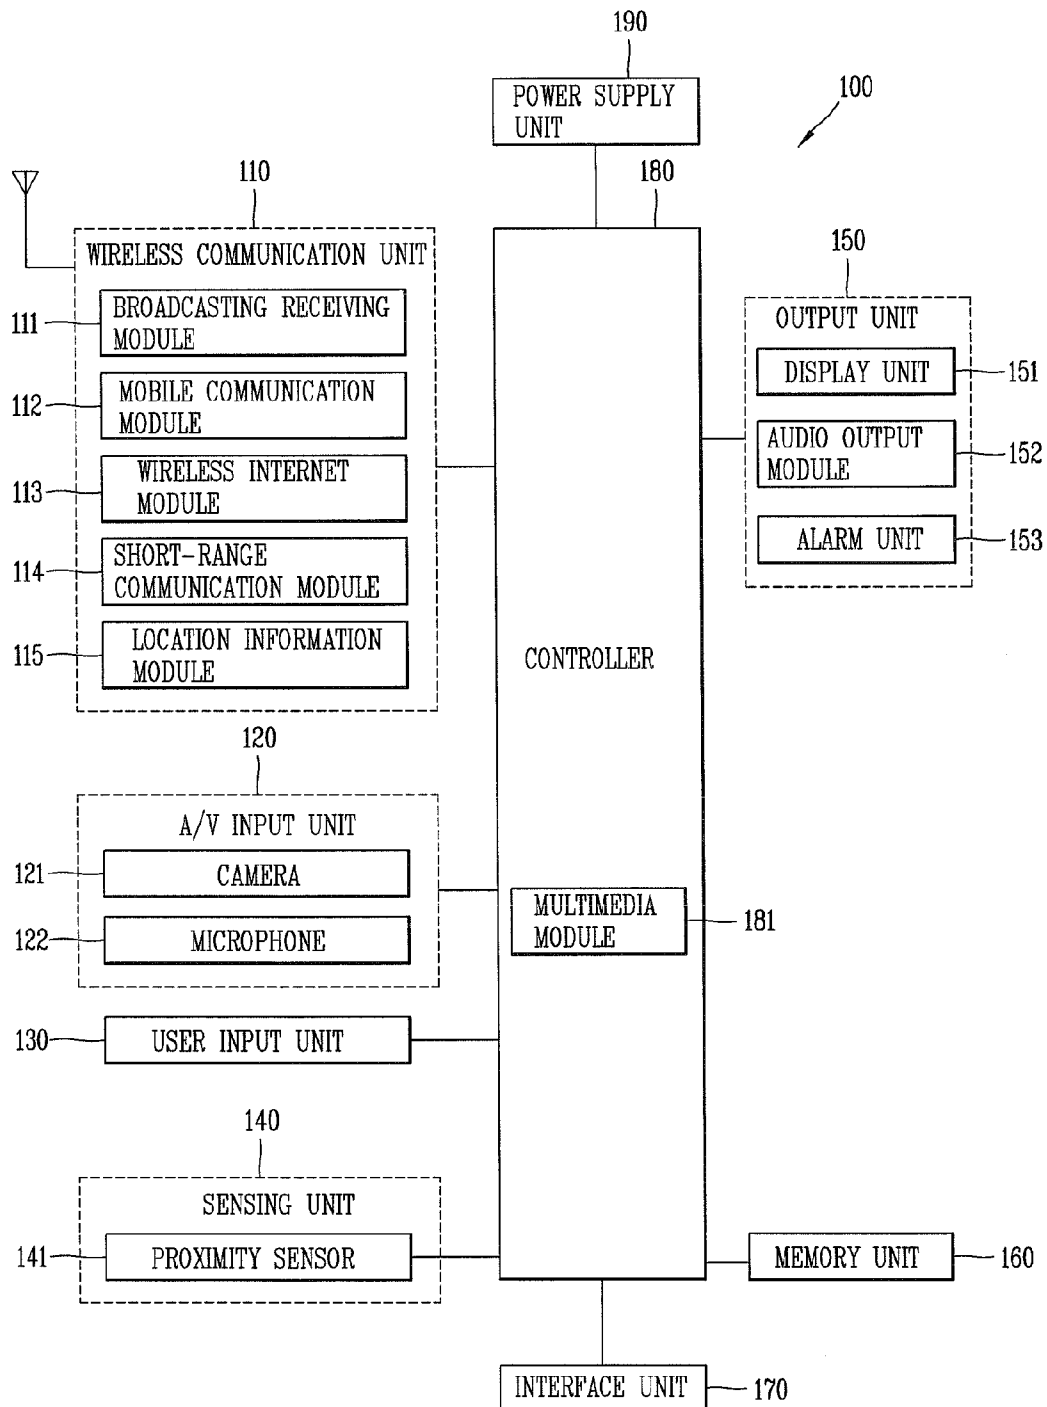 190
POWER SUPPLY
UNIT
100
110
180
WIRELESS COMMUNICATION UNIT
150
OUTPUT UNIT
111
BROADCASTING RECEIVING
MODULE
DISPLAY UNIT
151
112
MOBILE COMMUNICATION
MODULE
AUDIO OUTPUT
MODULE
152
113
WIRELESS INTERNET
MODULE
ALARM UNIT
153
114
SHORT-RANGE
COMMUNICATION MODULE
115
LOCATION INFORMATION
MODULE
CONTROLLER
120
A/V INPUT UNIT
121
CAMERA
MULTIMEDIA
MODULE
181
122
MICROPHONE
130
USER INPUT UNIT
140
SENSING UNIT
141
PROXIMITY SENSOR
MEMORY UNIT
160
INTERFACE UNIT
170